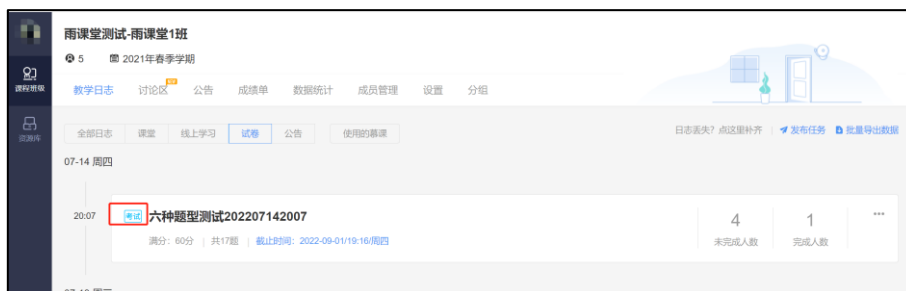 雨课堂测试-雨课堂1班
5 2021年春季学期
课程班级
教学日志 讨论区 公告 成绩单 数据统计 成员管理 设置 分组
资源库
全部日志 课堂 线上学习 试卷 公告 使用的慕课 日志丢失？点这里补齐 | 发布任务 批量导出数据
07-14 周四
20:07 考试 六种题型测试202207142007 4 1 ...
满分：60分 | 共17题 | 截止时间：2022-09-01/19:16/周四 未完成人数 完成人数